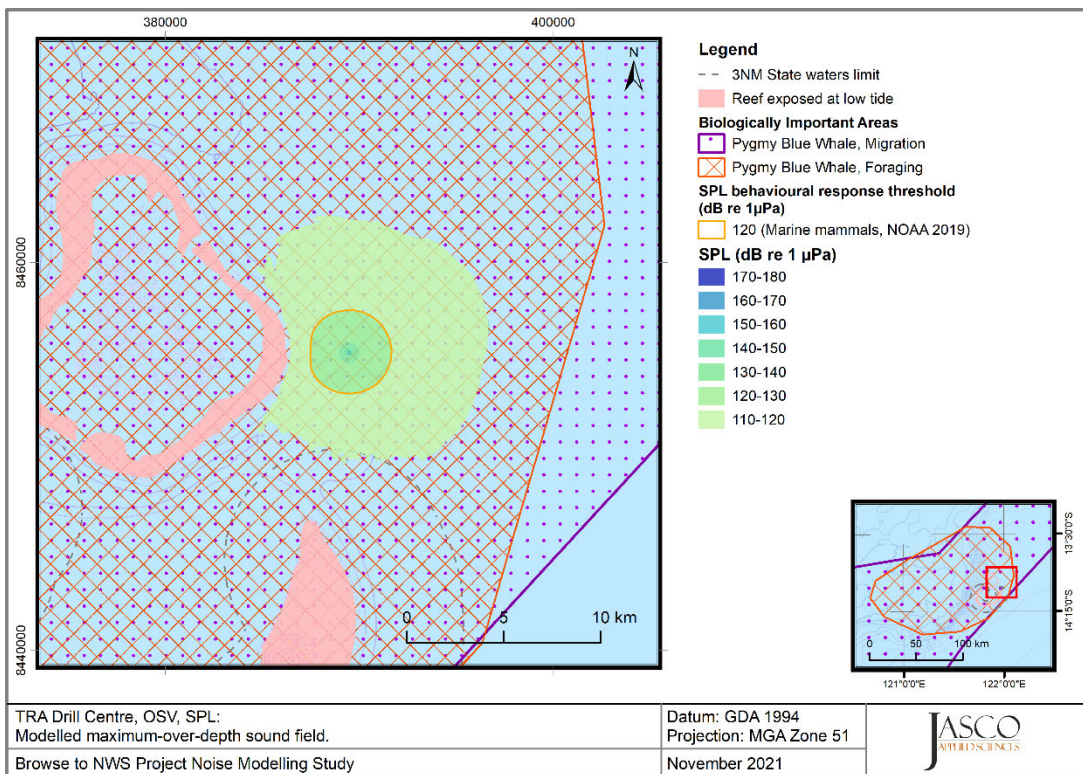 380000
400000
8460000
8440000
N
0
5
10 km
Legend
3NM State waters limit
Reef exposed at low tide
Biologically Important Areas
Pygmy Blue Whale, Migration
Pygmy Blue Whale, Foraging
SPL behavioural response threshold
(dB re 1µPa)
120 (Marine mammals, NOAA 2019)
SPL (dB re 1 µPa)
170-180
160-170
150-160
140-150
130-140
120-130
110-120
13°30'S
14°15'S
0 50 100 km
121°0'0"E
122°0'0"E
TRA Drill Centre, OSV, SPL:
Modelled maximum-over-depth sound field.
Browse to NWS Project Noise Modelling Study
Datum: GDA 1994
Projection: MGA Zone 51
November 2021
JASCO
APPLIED SCIENCES